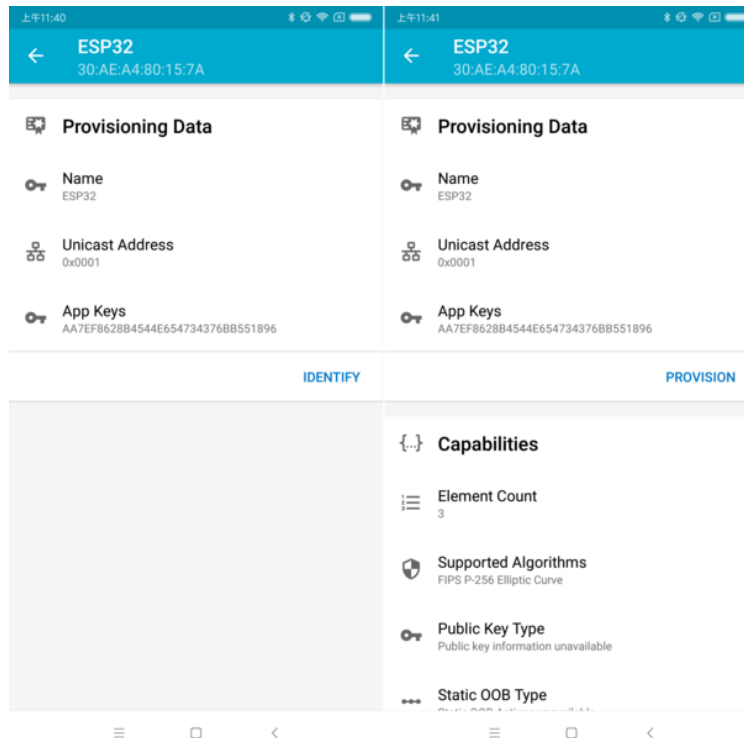 上午11:40
ESP32
30:AE:A4:80:15:7A
Provisioning Data
Name
ESP32
Unicast Address
0x0001
App Keys
AA7EF8628B4544E654734376BB551896
IDENTIFY
上午11:41
ESP32
30:AE:A4:80:15:7A
Provisioning Data
Name
ESP32
Unicast Address
0x0001
App Keys
AA7EF8628B4544E654734376BB551896
PROVISION
{...} Capabilities
Element Count
3
Supported Algorithms
FIPS P-256 Elliptic Curve
Public Key Type
Public key information unavailable
Static OOB Type